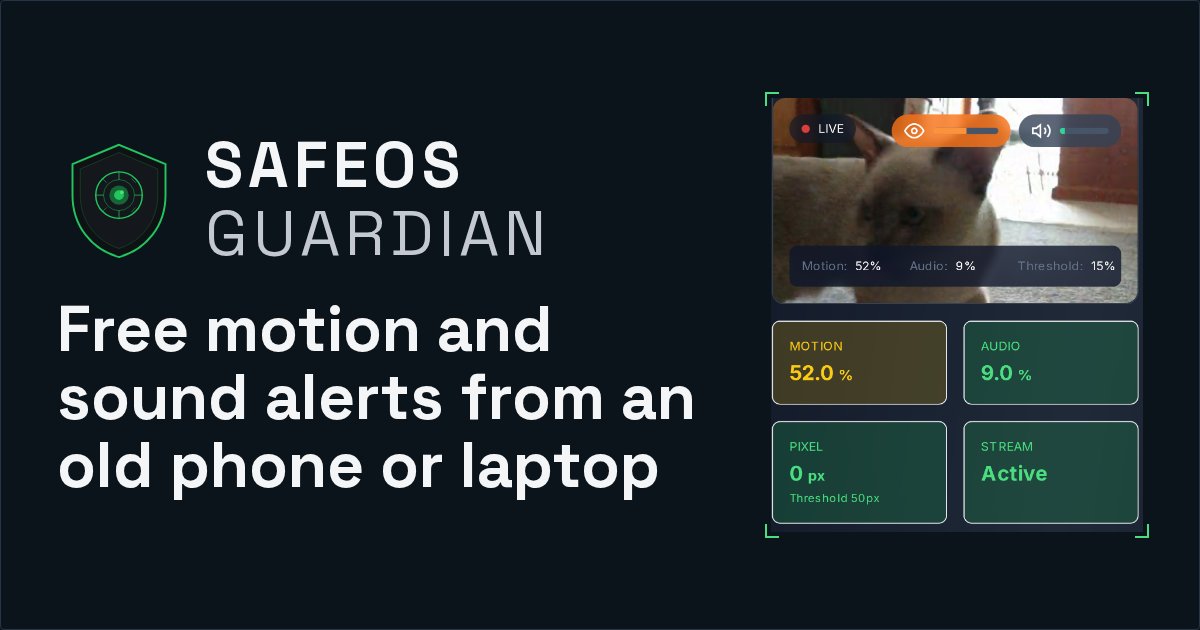 SAFEOS
GUARDIAN
Free motion and
sound alerts from an
old phone or laptop
LIVE
Motion: 52% Audio: 9% Threshold: 15%
MOTION
52.0 %
AUDIO
9.0 %
PIXEL
0 px
Threshold 50px
STREAM
Active